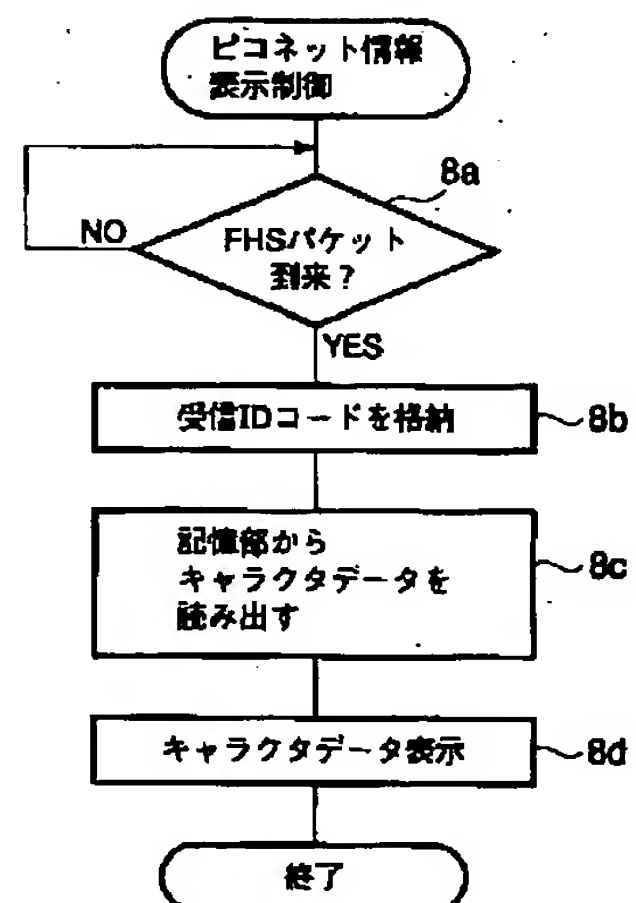 ピコネット情報
表示制御
8a
NO
FHSパケット
到来?
YES
受信IDコードを格納
8b
記憶部から
キャラクタデータを
読み出す
8c
キャラクタデータ表示
8d
終了